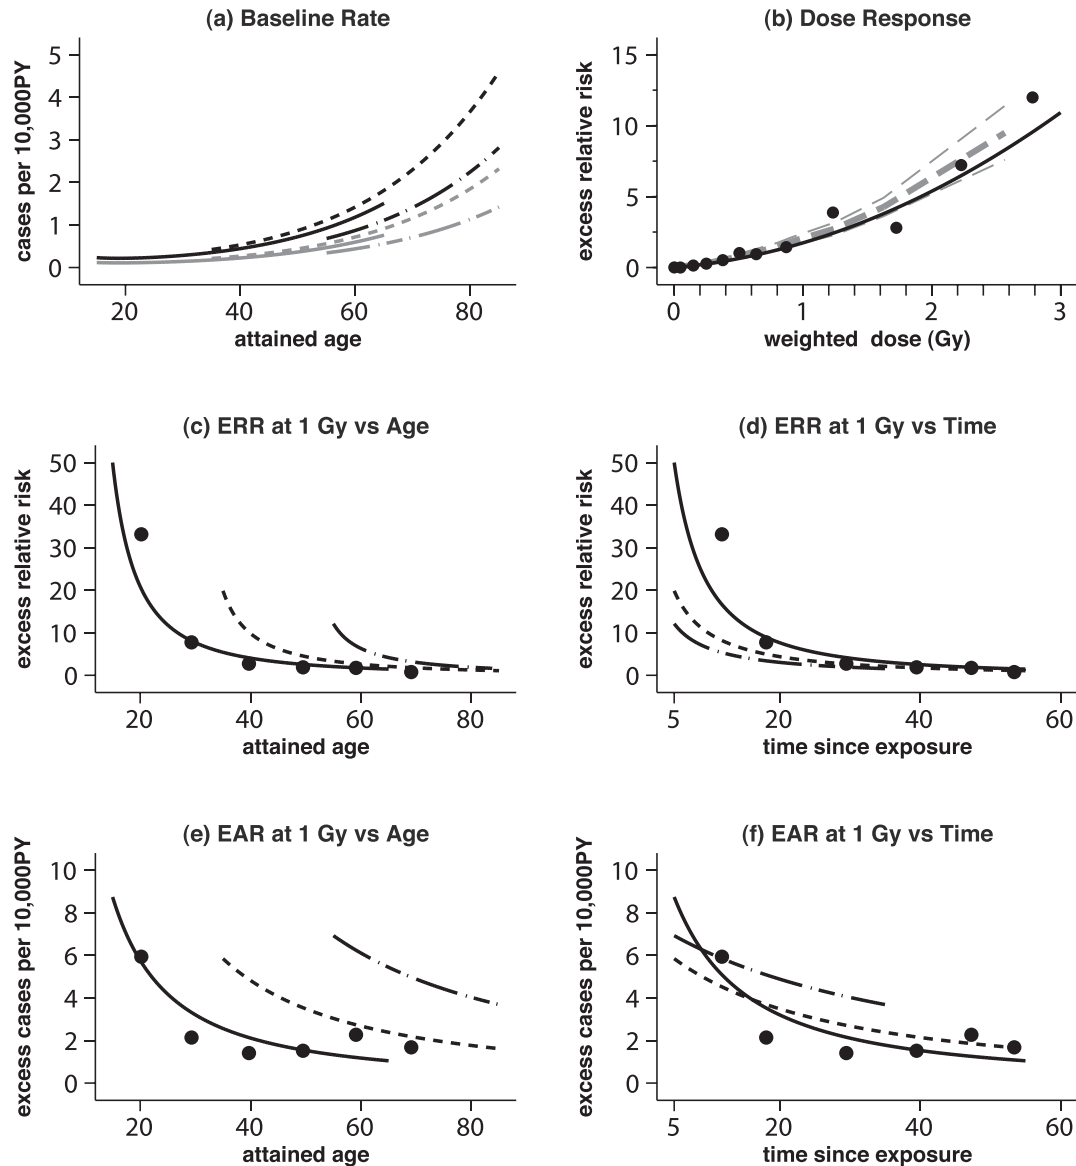 (a) Baseline Rate
cases per 10,000PY
5
4
3
2
1
0
20 40 60 80
attained age
(b) Dose Response
excess relative risk
15
10
5
0
0 1 2 3
weighted dose (Gy)
(c) ERR at 1 Gy vs Age
excess relative risk
50
40
30
20
10
0
20 40 60 80
attained age
(d) ERR at 1 Gy vs Time
excess relative risk
50
40
30
20
10
0
5 20 40 60
time since exposure
(e) EAR at 1 Gy vs Age
excess cases per 10,000PY
10
8
6
4
2
0
20 40 60 80
attained age
(f) EAR at 1 Gy vs Time
excess cases per 10,000PY
10
8
6
4
2
0
5 20 40 60
time since exposure